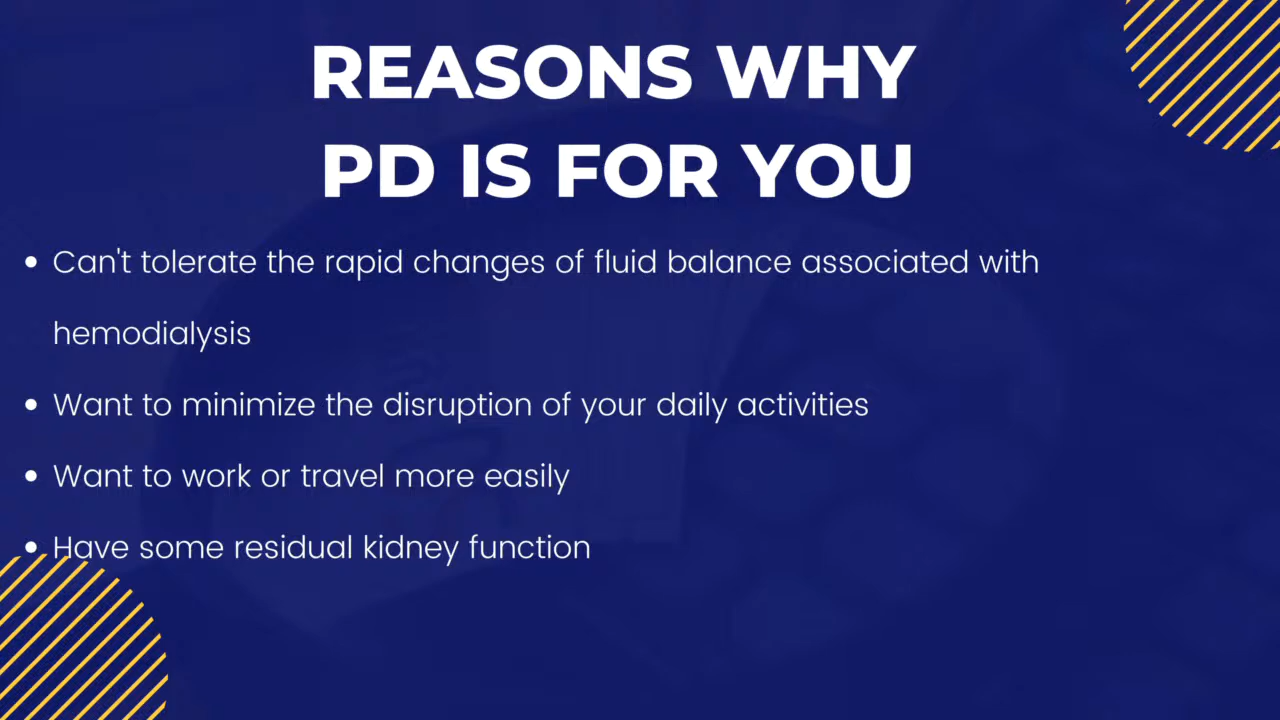 REASONS WHY
PD IS FOR YOU
• Can't tolerate the rapid changes of fluid balance associated with
hemodialysis
• Want to minimize the disruption of your daily activities
• Want to work or travel more easily
• Have some residual kidney function